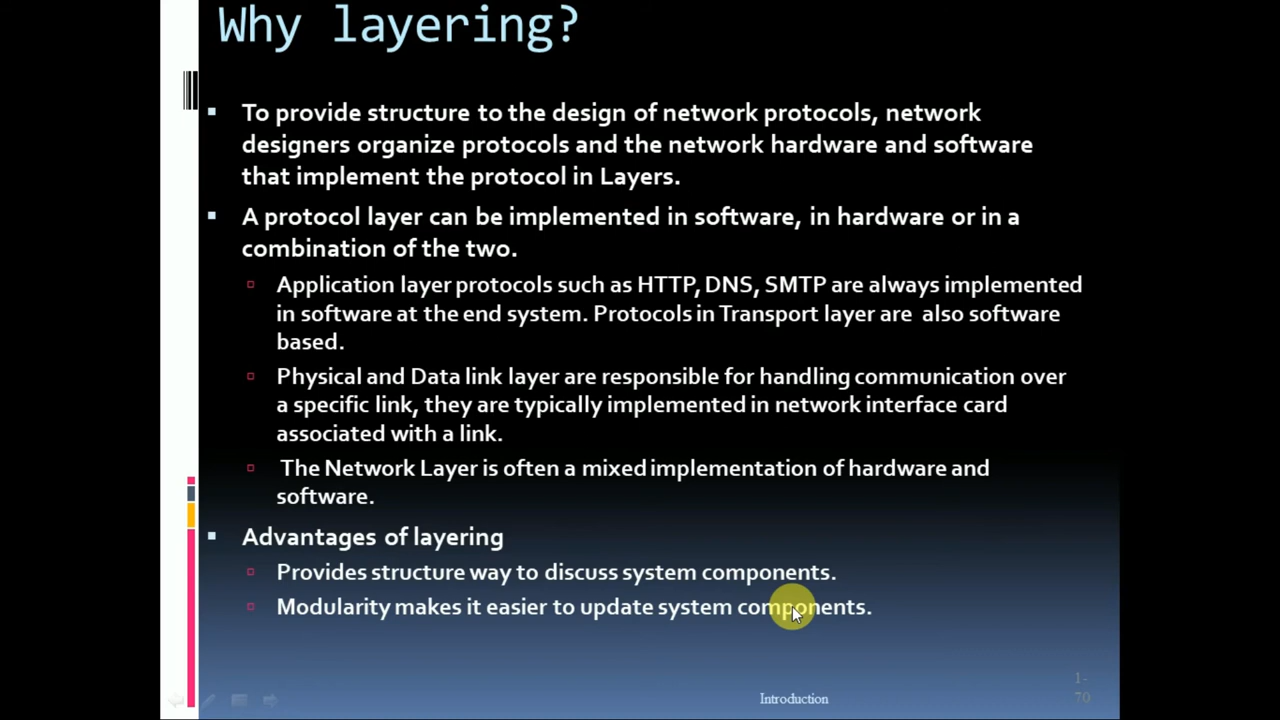 Why layering?
To provide structure to the design of network protocols, network
designers organize protocols and the network hardware and software
that implement the protocol in Layers.
A protocol layer can be implemented in software, in hardware or in a
combination of the two.
Application layer protocols such as HTTP, DNS, SMTP are always implemented
in software at the end system. Protocols in Transport layer are also software
based.
Physical and Data link layer are responsible for handling communication over
a specific link, they are typically implemented in network interface card
associated with a link.
The Network Layer is often a mixed implementation of hardware and
software.
Advantages of layering
Provides structure way to discuss system components.
Modularity makes it easier to update system components.
Introduction
1-
70